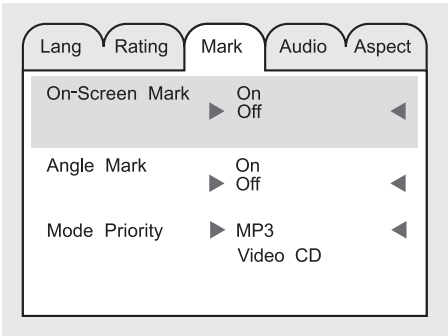 Lang Rating Mark Audio Aspect
On-Screen Mark On
▶ Off ◀
Angle Mark On
▶ Off ◀
Mode Priority ▶ MP3 ◀
Video CD